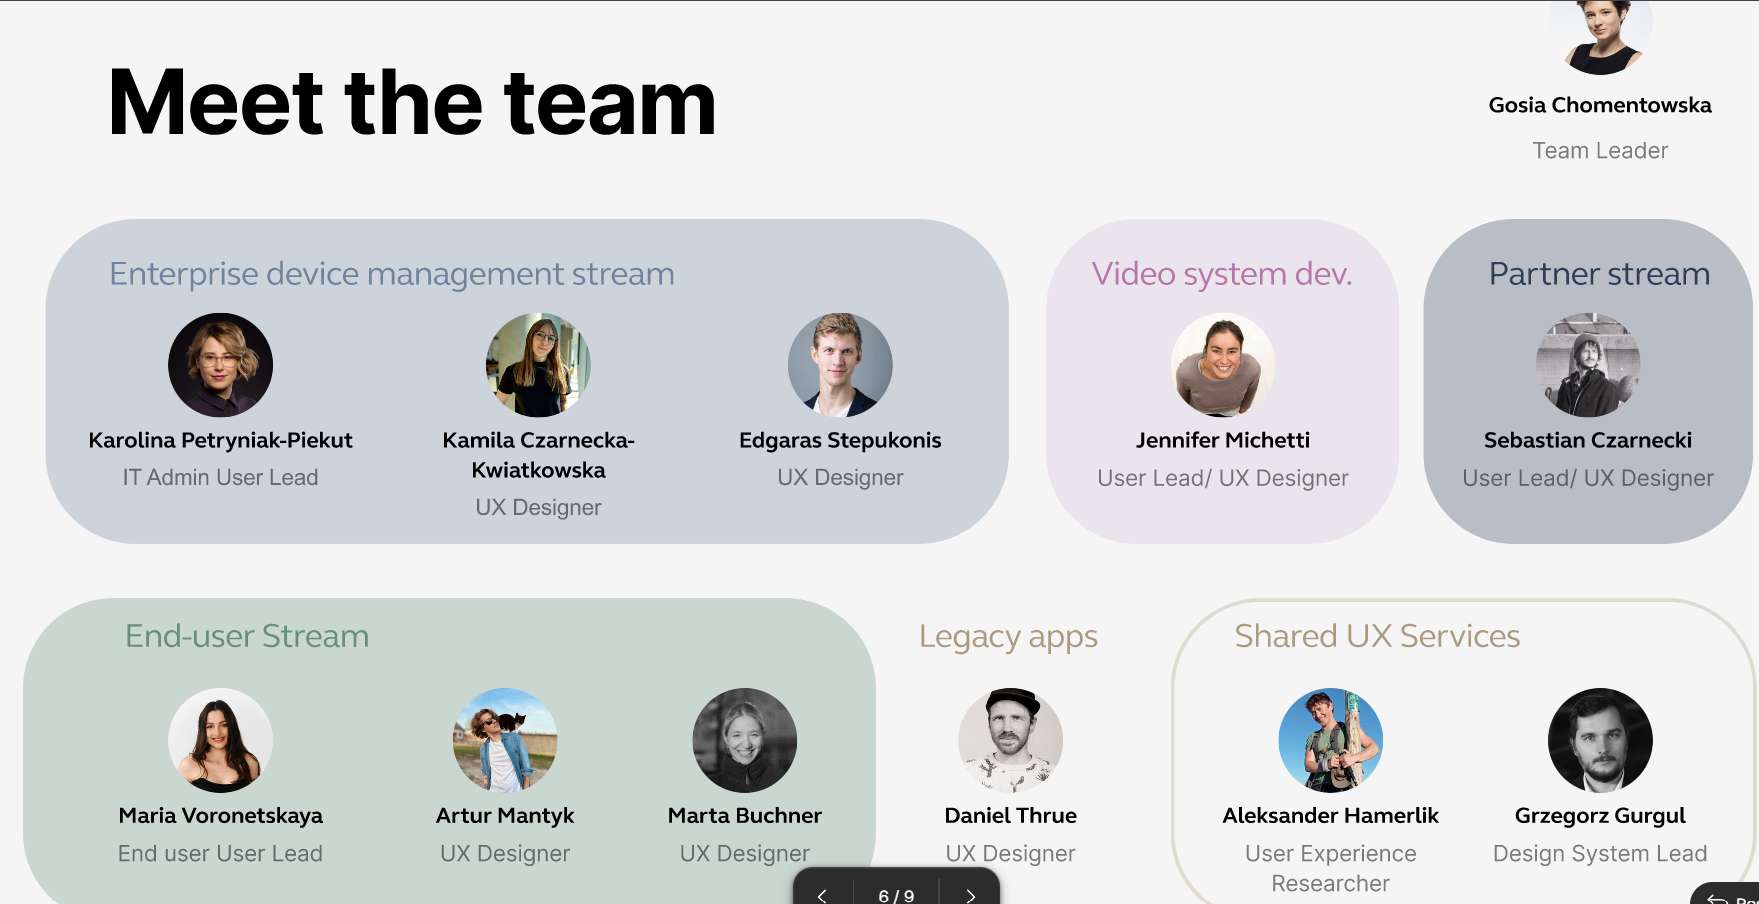 Meet the team
Gosia Chomentowska
Team Leader
Enterprise device management stream
Karolina Petryniak-Piekut
IT Admin User Lead
Kamila Czarnecka-
Kwiatkowska
UX Designer
Edgaras Stepukonis
UX Designer
Video system dev.
Jennifer Michetti
User Lead/ UX Designer
Partner stream
Sebastian Czarnecki
User Lead/ UX Designer
End-user Stream
Maria Voronetskaya
End user User Lead
Artur Mantyk
UX Designer
Marta Buchner
UX Designer
Legacy apps
Daniel Thrue
UX Designer
Shared UX Services
Aleksander Hamerlik
User Experience
Researcher
Grzegorz Gurgul
Design System Lead
6 / 9